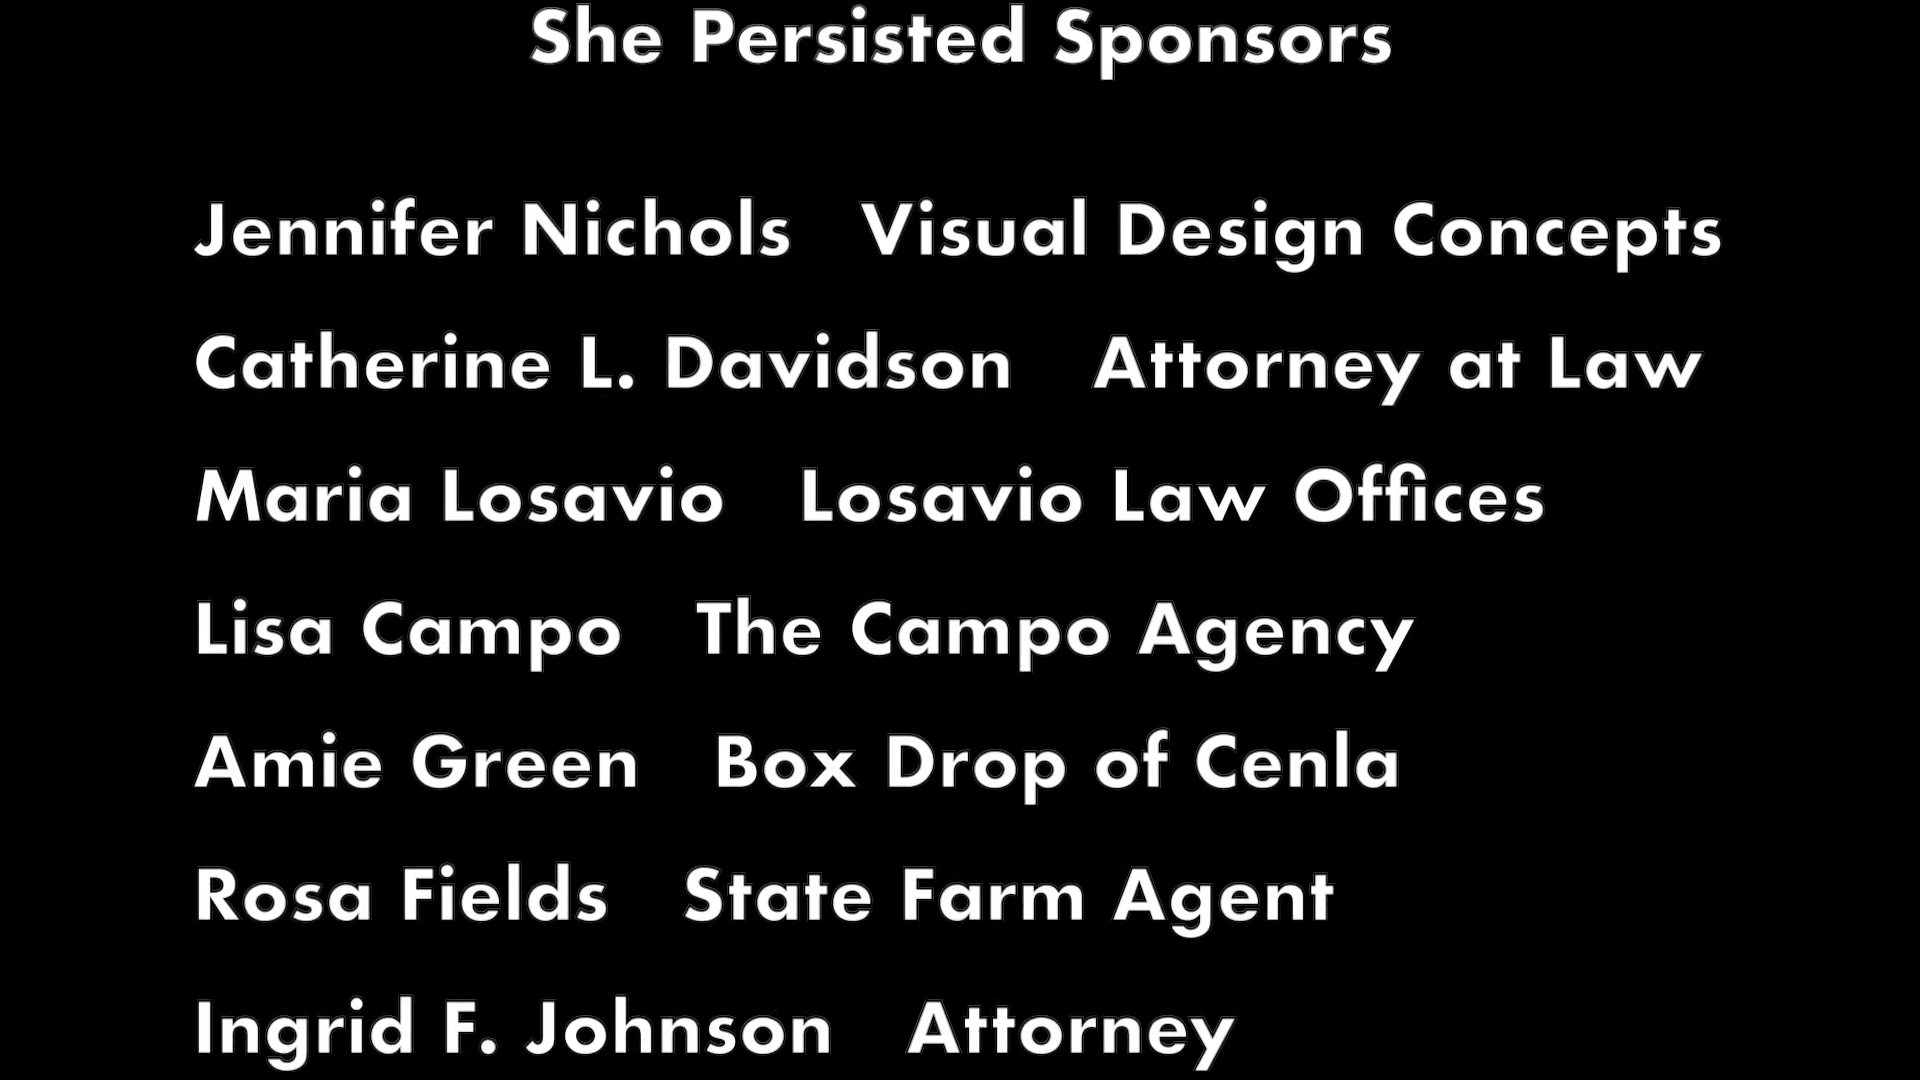 She Persisted Sponsors
Jennifer Nichols Visual Design Concepts
Catherine L. Davidson Attorney at Law
Maria Losavio Losavio Law Offices
Lisa Campo The Campo Agency
Amie Green Box Drop of Cenla
Rosa Fields State Farm Agent
Ingrid F. Johnson Attorney